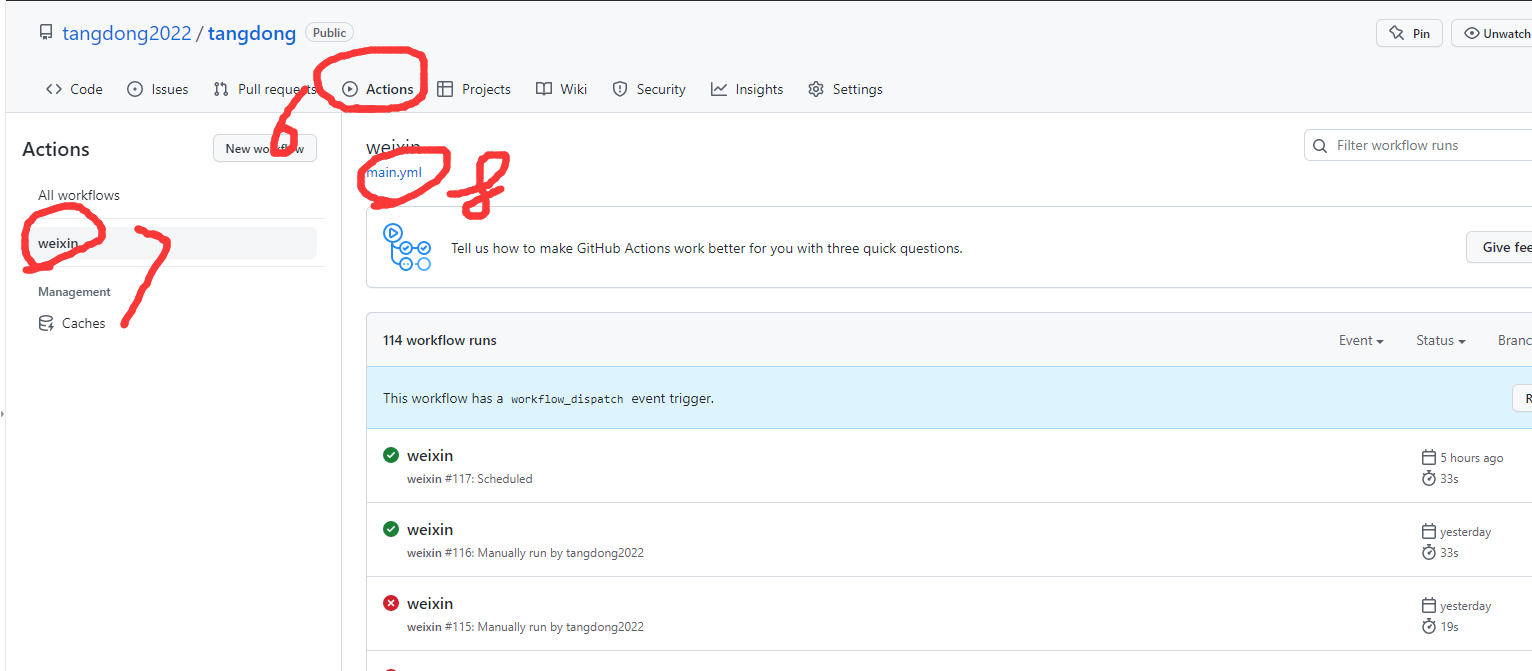 tangdong2022 / tangdong Public
Pin
Unwatch
Code Issues Pull requests Actions Projects Wiki Security Insights Settings
6
Actions
New workflow
All workflows
weixin
7
Management
Caches
weixin
main.yml
8
Filter workflow runs
Tell us how to make GitHub Actions work better for you with three quick questions.
Give
114 workflow runs
Event Status
This workflow has a workflow_dispatch event trigger.
weixin
weixin #117: Scheduled
5 hours ago
33s
weixin
weixin #116: Manually run by tangdong2022
yesterday
33s
weixin
weixin #115: Manually run by tangdong2022
yesterday
19s